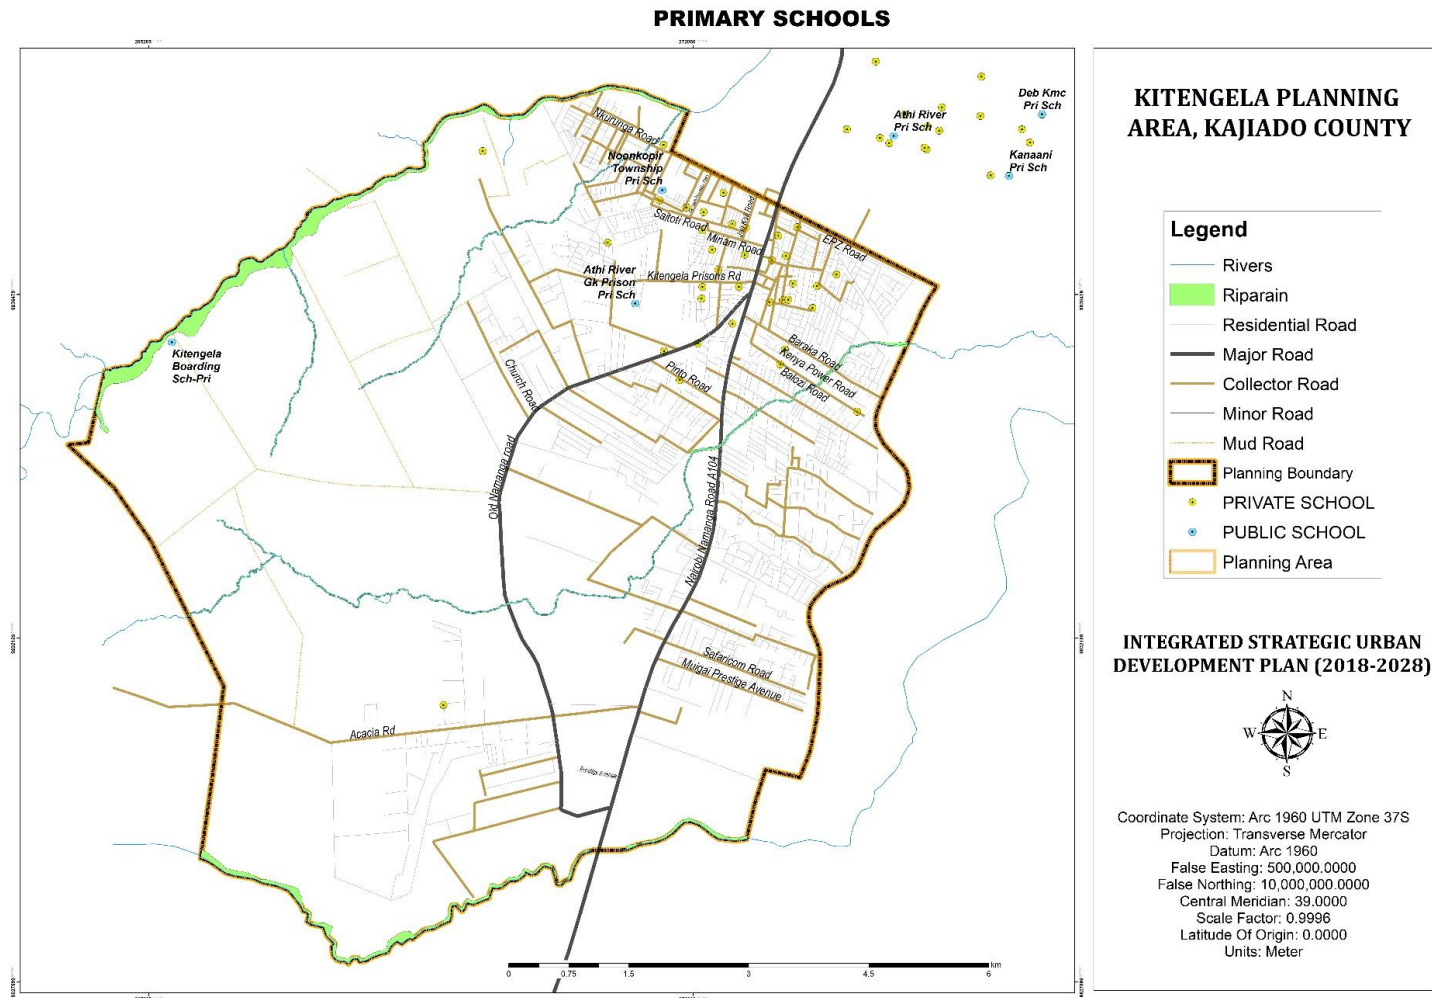 PRIMARY SCHOOLS
Deb Kmc
Pri Sch
Athi River
Pri Sch
Kanaani
Pri Sch
Nkurunga Road
Noonkopir
Township
Pri Sch
Saitoti Road
Minam Road
EPZ Road
Athi River
Gk Prison
Pri Sch
Kitengela Prisons Rd
Kitengela
Boarding
Sch-Pri
Church Road
Pinto Road
Baraka Road
Kenya Power Road
Balozi Road
Old Namanga road
Nairobi Namanga Road A104
Safaricom Road
Muigai Prestige Avenue
Acacia Rd
0 0.75 1.5 3 4.5 6
km
KITENGELA PLANNING
AREA, KAJIADO COUNTY
Legend
Rivers
Riparain
Residential Road
Major Road
Collector Road
Minor Road
Mud Road
Planning Boundary
PRIVATE SCHOOL
PUBLIC SCHOOL
Planning Area
INTEGRATED STRATEGIC URBAN
DEVELOPMENT PLAN (2018-2028)
N
W E
S
Coordinate System: Arc 1960 UTM Zone 37S
Projection: Transverse Mercator
Datum: Arc 1960
False Easting: 500,000.0000
False Northing: 10,000,000.0000
Central Meridian: 39.0000
Scale Factor: 0.9996
Latitude Of Origin: 0.0000
Units: Meter